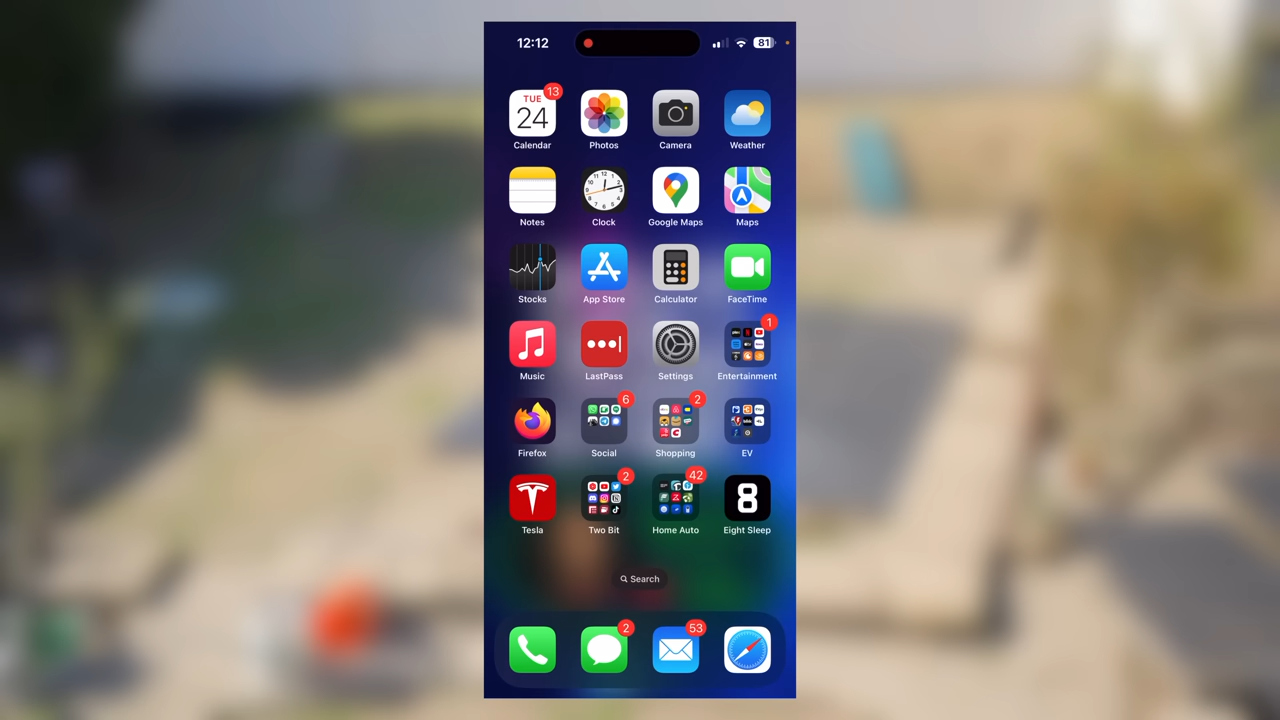 12:12
81
TUE
13
24
Calendar
Photos
Camera
Weather
Notes
Clock
Google Maps
Maps
Stocks
App Store
Calculator
FaceTime
Music
LastPass
Settings
1
Entertainment
Firefox
6
Social
2
Shopping
EV
Tesla
2
Two Bit
42
Home Auto
8
Eight Sleep
Search
2
53